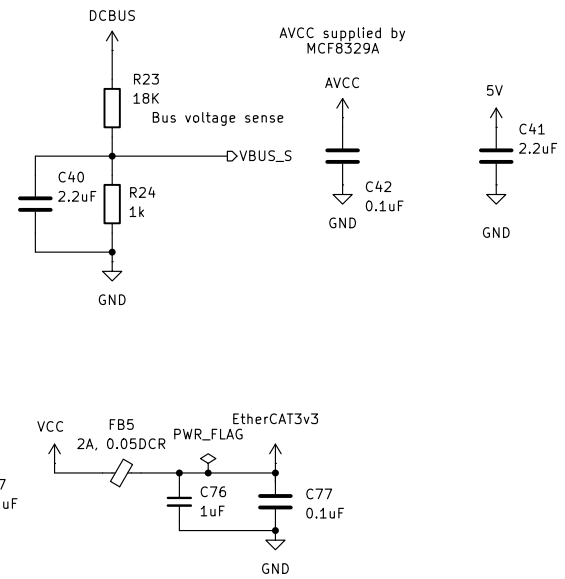 DCBUS
R23
18K
Bus voltage sense
VBUS_S
C40
2.2uF
R24
1k
GND
AVCC supplied by
MCF8329A
AVCC
C42
0.1uF
GND
5V
C41
2.2uF
GND
VCC
FB5
2A, 0.05DCR
PWR_FLAG
EtherCAT3v3
7
uF
C76
1uF
C77
0.1uF
GND